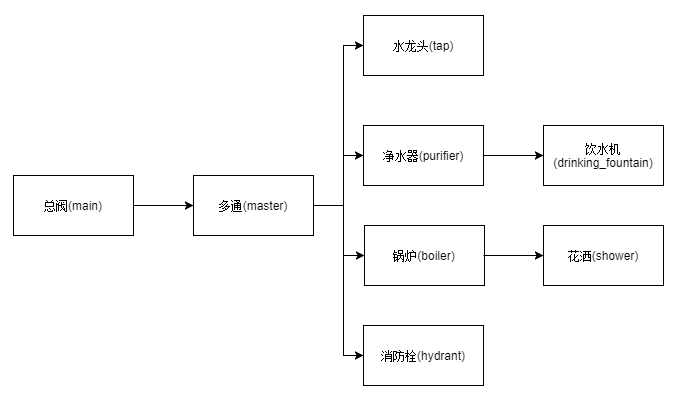 水龙头(tap)
净水器(purifier)
饮水机
(drinking_fountain)
总阀(main)
多通(master)
锅炉(boiler)
花洒(shower)
消防栓(hydrant)